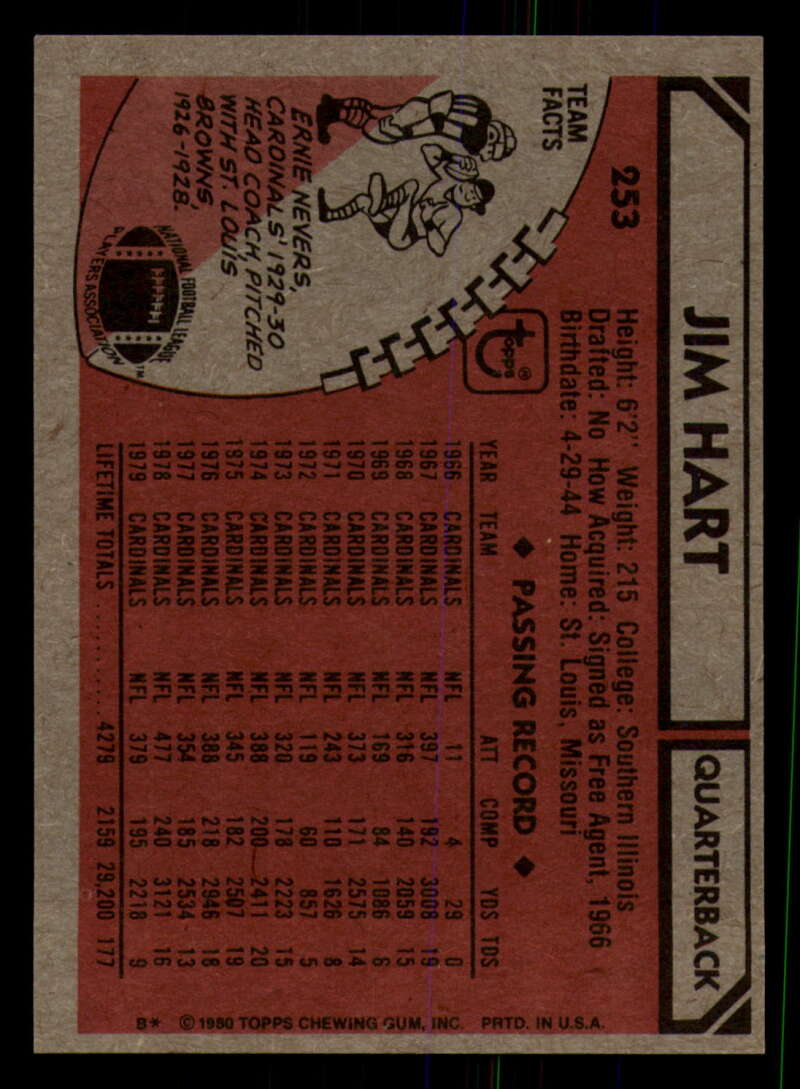 JIM HART
QUARTERBACK
253
Height: 6'2" Weight: 215 College: Southern Illinois
Drafted: No How Acquired: Signed as Free Agent, 1966
Birthdate: 4-29-44 Home: St. Louis, Missouri
TEAM
FACTS
ERNIE NEVERS,
CARDINALS' 1929-30
HEAD COACH, PITCHED
WITH ST. LOUIS
BROWNS,
1926-1928.
Topps®
NATIONAL FOOTBALL LEAGUE
PLAYERS ASSOCIATION™
◆ PASSING RECORD ◆
YEAR TEAM ATT COMP YDS TDS
1966 CARDINALS NFL 11 4 29 0
1967 CARDINALS NFL 397 192 3008 19
1968 CARDINALS NFL 316 140 2059 15
1969 CARDINALS NFL 169 84 1086 6
1970 CARDINALS NFL 373 171 2575 14
1971 CARDINALS NFL 243 110 1626 8
1972 CARDINALS NFL 119 60 857 5
1973 CARDINALS NFL 320 178 2223 15
1974 CARDINALS NFL 388 200 2411 20
1975 CARDINALS NFL 345 182 2507 19
1976 CARDINALS NFL 388 218 2946 18
1977 CARDINALS NFL 354 185 2534 13
1978 CARDINALS NFL 477 240 3121 16
1979 CARDINALS NFL 379 195 2218 9
LIFETIME TOTALS .......... 4279 2159 29,200 177
B* ©1980 TOPPS CHEWING GUM, INC. PRTD. IN U.S.A.